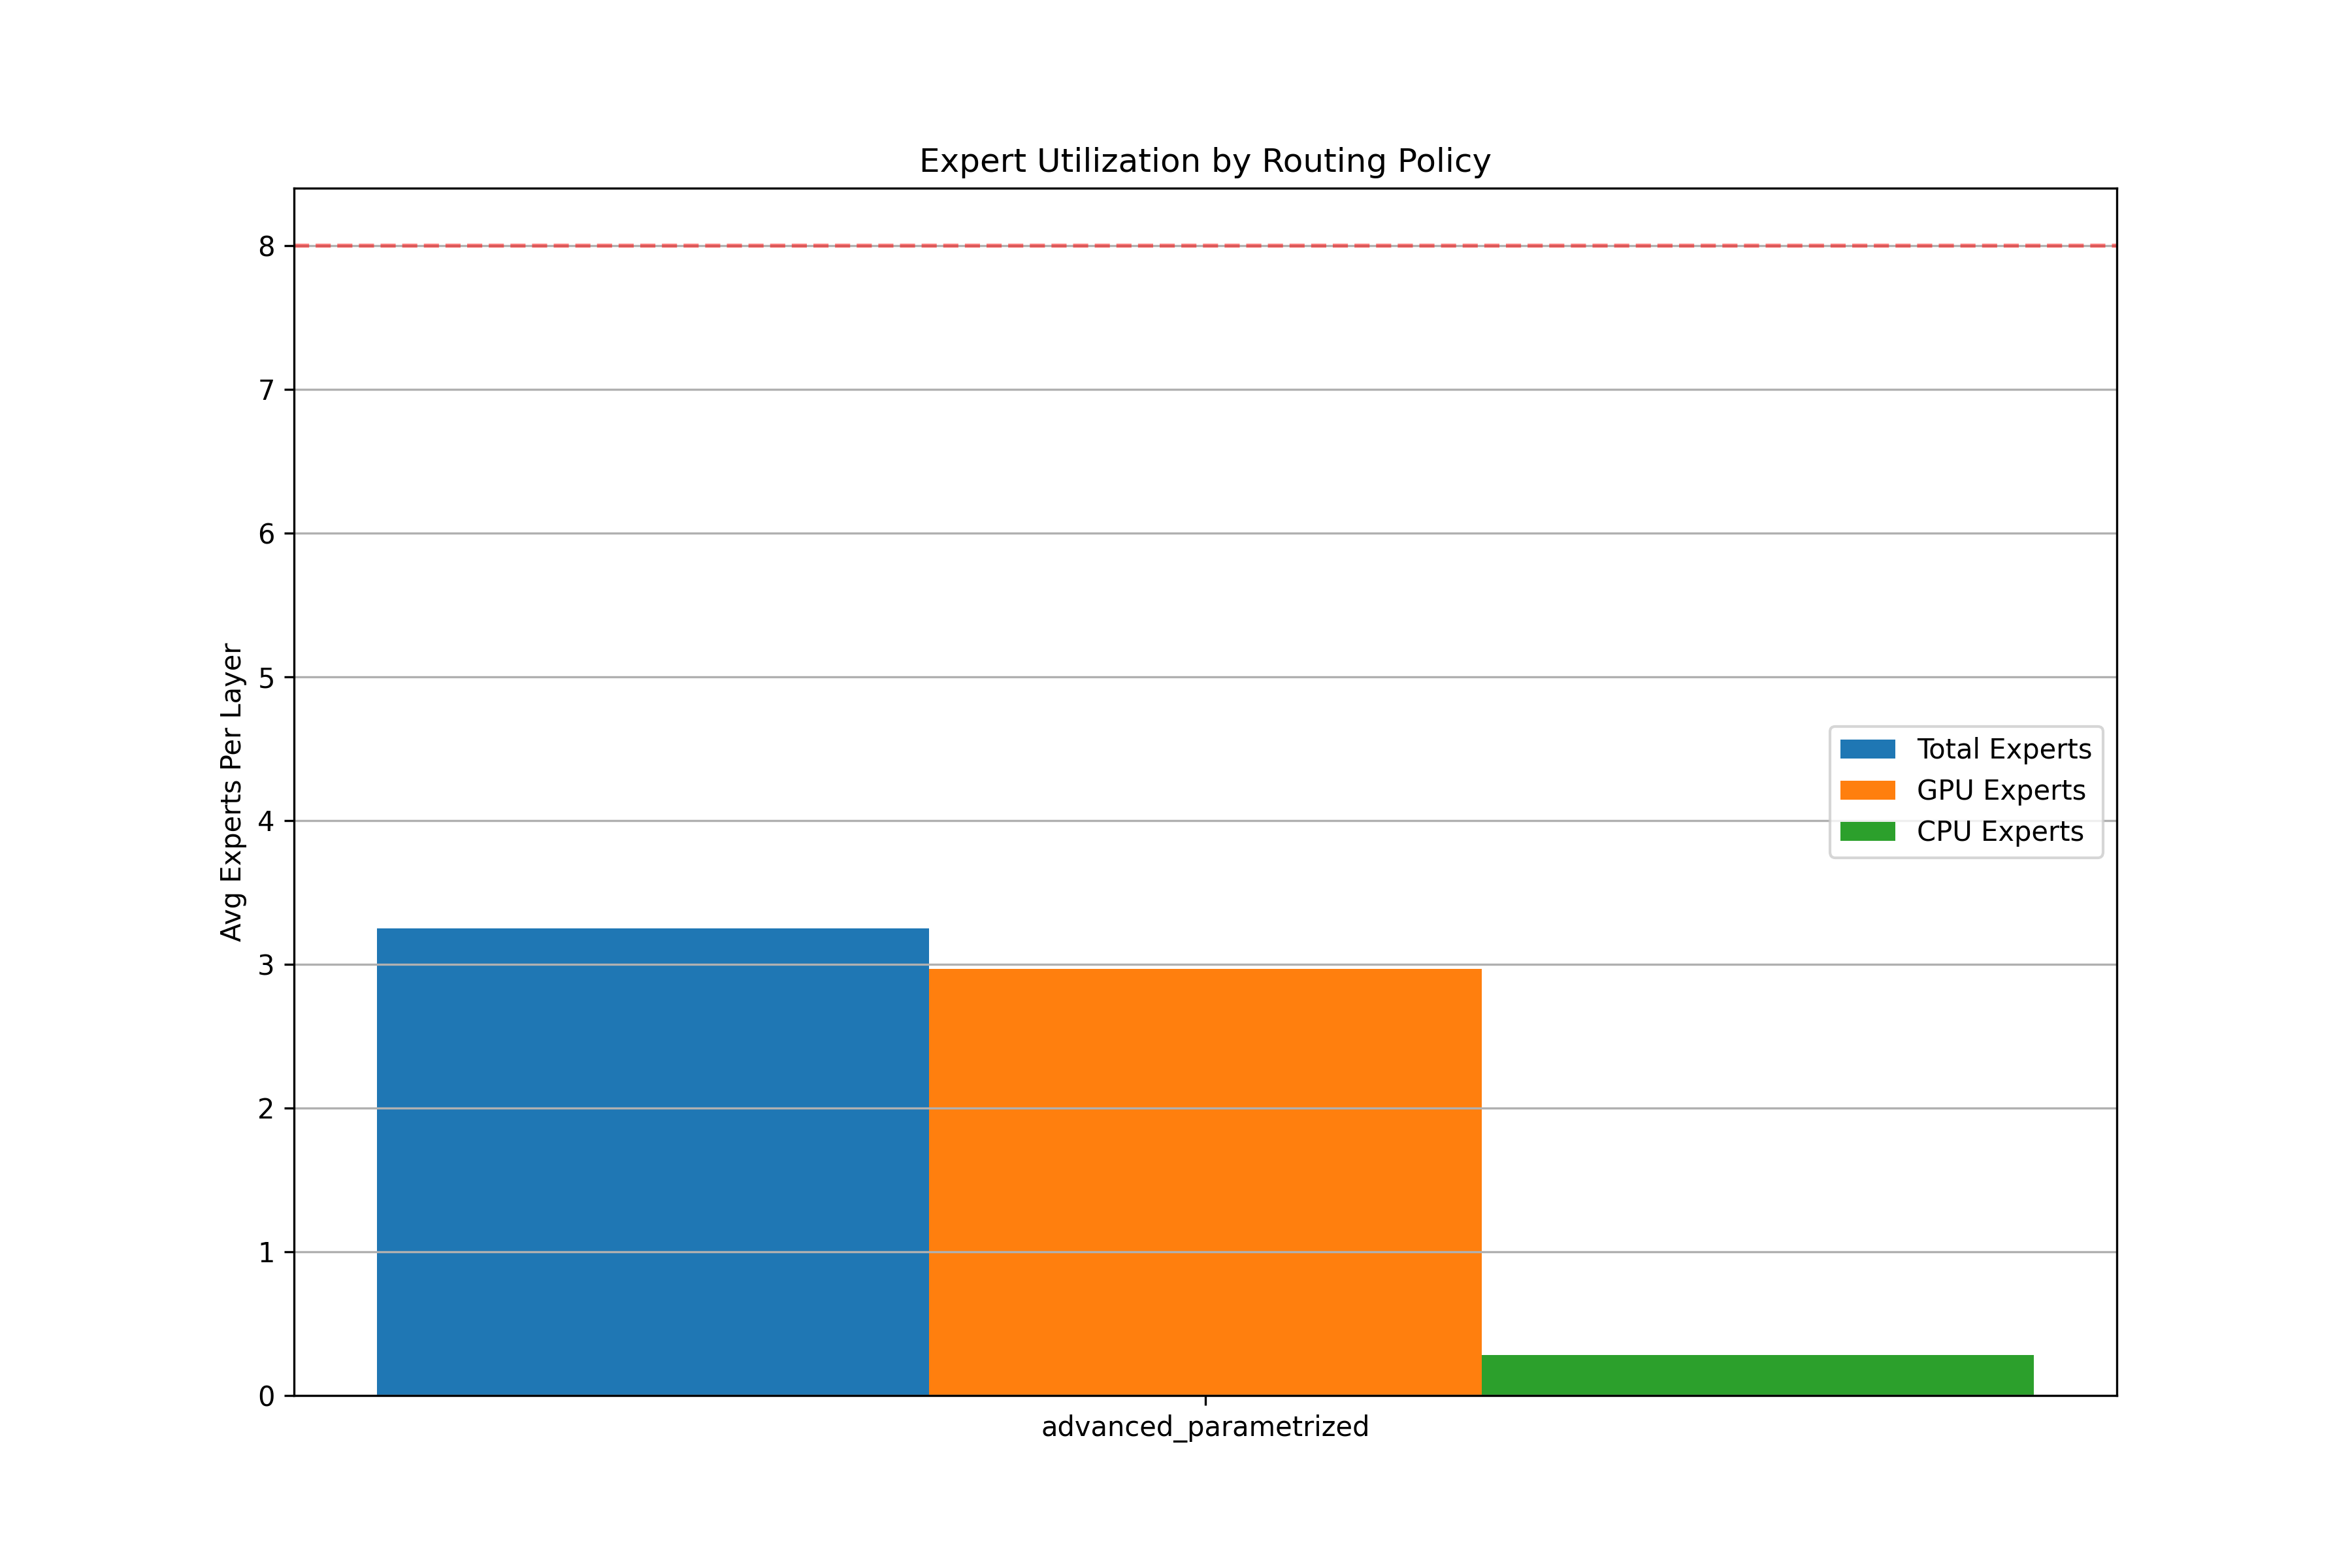 Expert Utilization by Routing Policy
8
7
6
5
4
3
2
1
0
Avg Experts Per Layer
Total Experts
GPU Experts
CPU Experts
advanced_parametrized